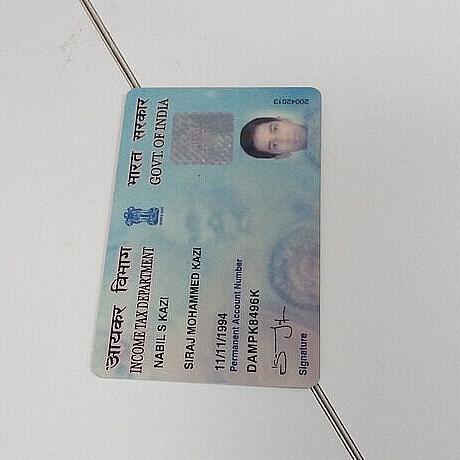 आयकर विभाग
INCOME TAX DEPARTMENT
भारत सरकार
GOVT. OF INDIA
NABIL S KAZI
SIRAJ MOHAMMED KAZI
11/11/1994
Permanent Account Number
DAMPK8496K
Signature
20042013